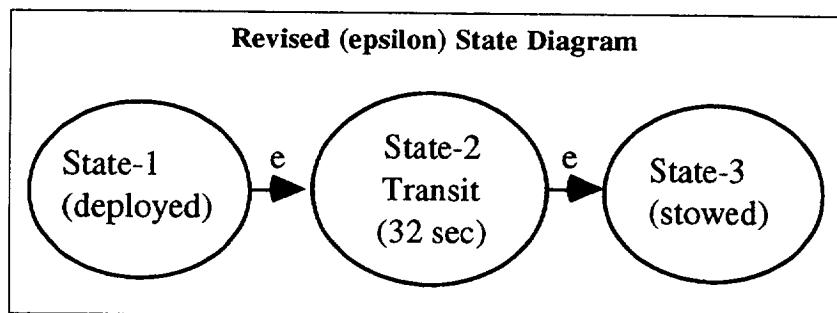 Revised (epsilon) State Diagram
State-1
(deployed)
e
State-2
Transit
(32 sec)
e
State-3
(stowed)